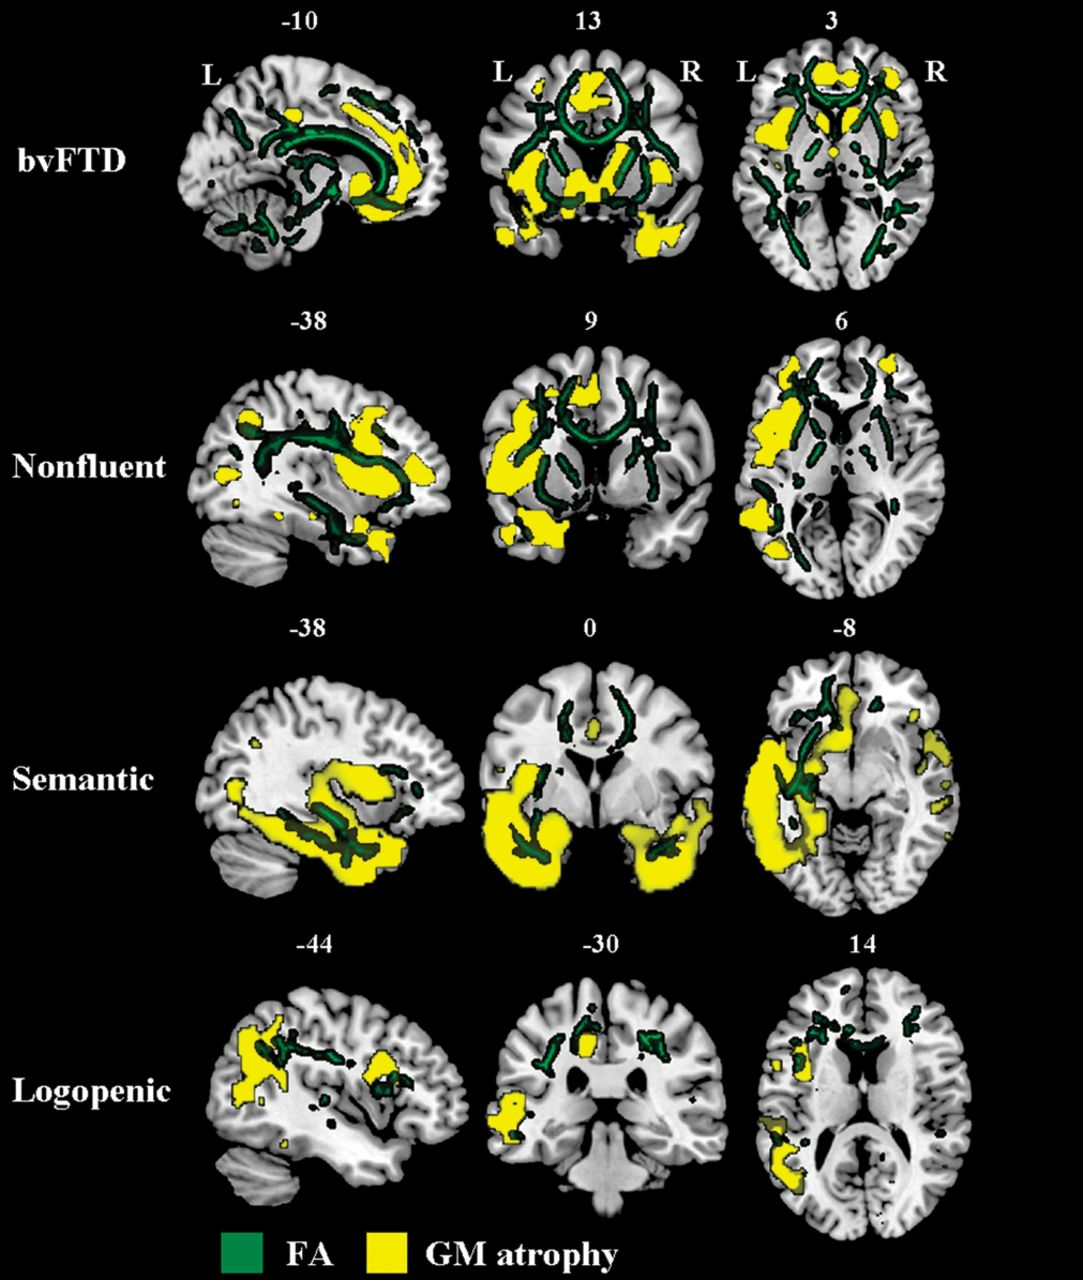 -10 13 3
L L R L R
bvFTD
-38 9 6
Nonfluent
-38 0 -8
Semantic
-44 -30 14
Logopenic
FA GM atrophy